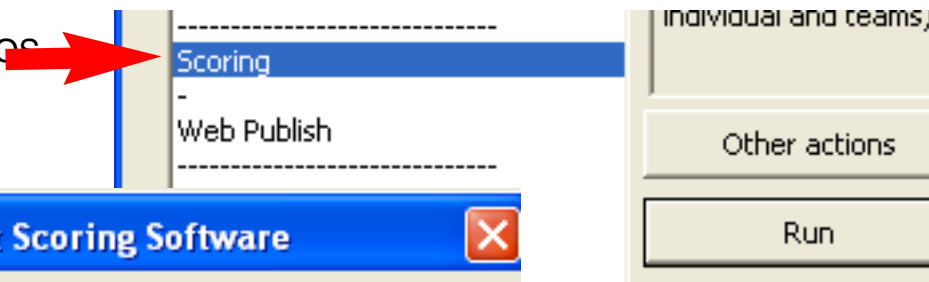 individual and teams,
------------------------------
Scoring
-
Web Publish
------------------------------
Other actions
Scoring Software
Run